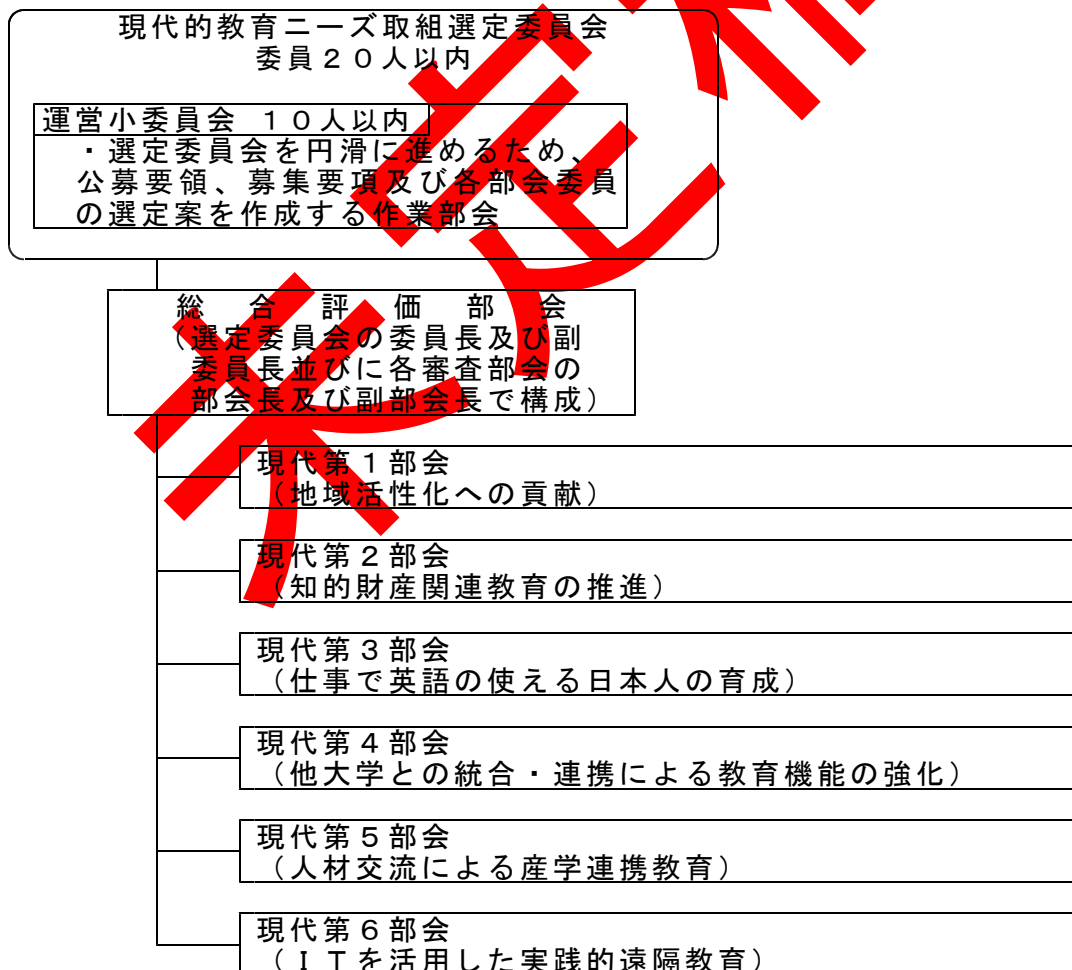 現代的教育ニーズ取組選定委員会
委員２０人以内
運営小委員会 １０人以内
・選定委員会を円滑に進めるため、
公募要領、募集要項及び各部会委員
の選定案を作成する作業部会
総 合 評 価 部 会
（選定委員会の委員長及び副
委員長並びに各審査部会の
部会長及び副部会長で構成）
現代第１部会
（地域活性化への貢献）
現代第２部会
（知的財産関連教育の推進）
現代第３部会
（仕事で英語の使える日本人の育成）
現代第４部会
（他大学との統合・連携による教育機能の強化）
現代第５部会
（人材交流による産学連携教育）
現代第６部会
（ＩＴを活用した実践的遠隔教育）
未定